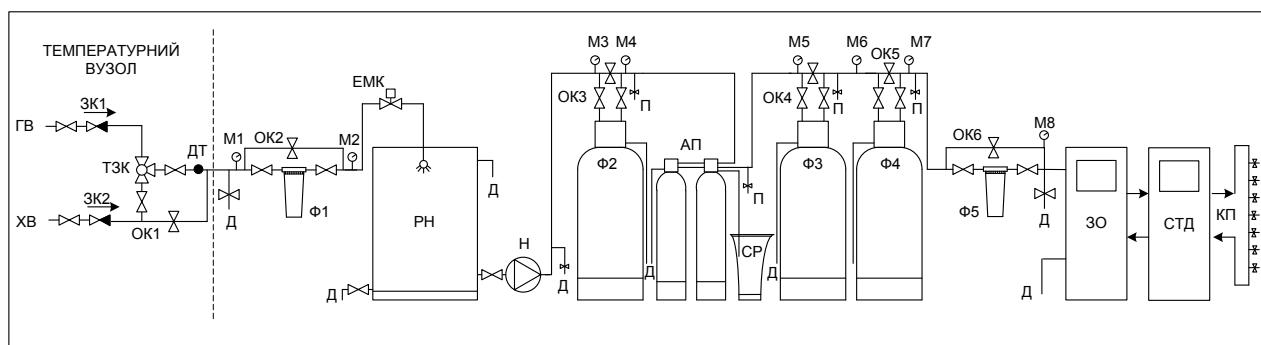 ТЕМПЕРАТУРНИЙ
ВУЗОЛ
ЗК1
ГВ
ТЗК
ДТ
ЗК2
ХВ
ОК1
М1
ОК2
М2
Д
Ф1
ЕМК
Д
РН
Д
Н
Д
М3
М4
ОК3
П
Ф2
АП
Д
П
СР
М5
М6
ОК5
М7
ОК4
П
П
Ф3
Ф4
Д
ОК6
М8
Ф5
Д
ЗО
Д
СТД
КП